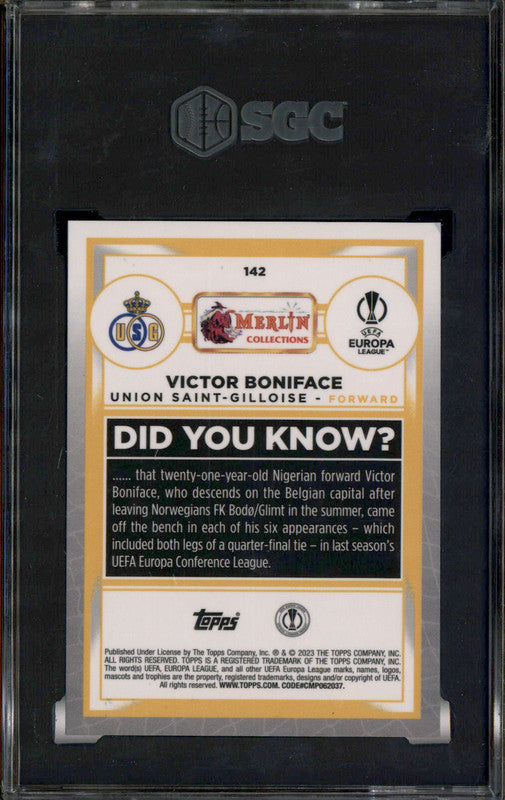 SGC
142
USG
MERLIN
COLLECTIONS
UEFA
EUROPA
LEAGUE™
VICTOR BONIFACE
UNION SAINT-GILLOISE - FORWARD
DID YOU KNOW?
...... that twenty-one-year-old Nigerian forward Victor
Boniface, who descends on the Belgian capital after
leaving Norwegians FK Bodø/Glimt in the summer, came
off the bench in each of his six appearances – which
included both legs of a quarter-final tie – in last season's
UEFA Europa Conference League.
topps
Published Under License by The Topps Company, Inc. ® & © 2023 THE TOPPS COMPANY, INC.
ALL RIGHTS RESERVED. TOPPS IS A REGISTERED TRADEMARK OF THE TOPPS COMPANY, INC.
The word(s) UEFA, EUROPA LEAGUE, and all other UEFA Europa League marks, names, logos,
mascots and trophies are the property, registered trademarks, designs and/or copyright of UEFA.
All rights reserved. WWW.TOPPS.COM. CODE#CMP062037.